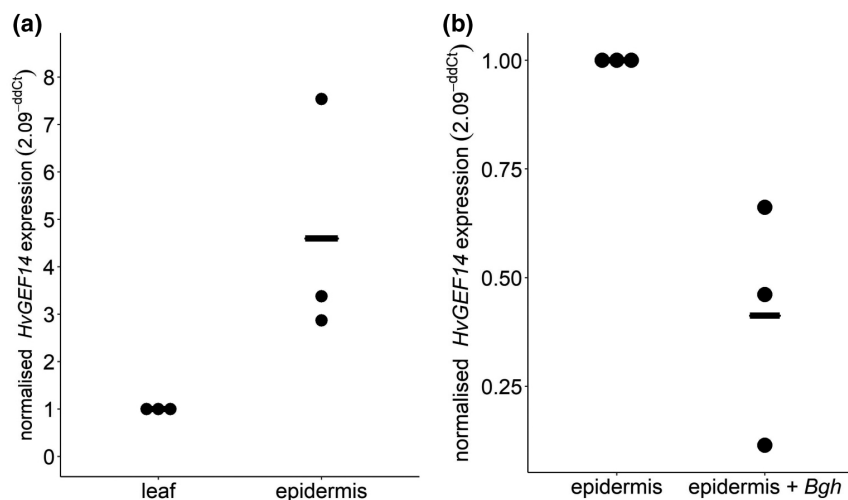 (a)
normalised HvGEF14 expression (2.09⁻ᵈᵈᶜᵗ)
8
7
6
5
4
3
2
1
0
leaf epidermis
(b)
normalised HvGEF14 expression (2.09⁻ᵈᵈᶜᵗ)
1.00
0.75
0.50
0.25
epidermis epidermis + Bgh